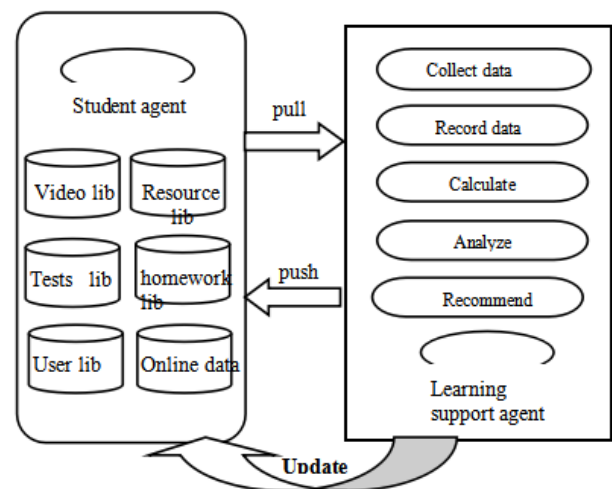 Student agent
Video lib
Resource
lib
Tests lib
homework
lib
User lib
Online data
pull
push
Collect data
Record data
Calculate
Analyze
Recommend
Learning
support agent
Update